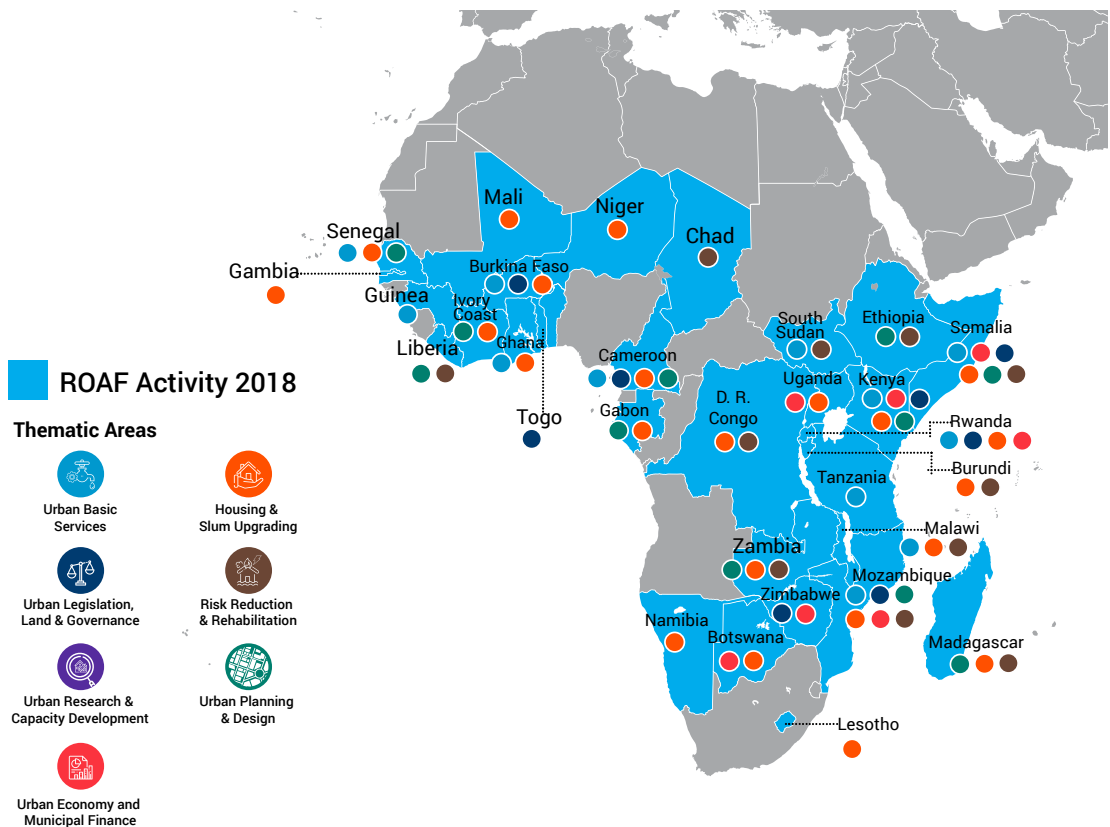 Mali
Niger
Chad
Senegal
Gambia
Burkina Faso
Guinea
Ivory
Coast
Liberia
Ghana
Togo
Cameroon
Gabon
D. R.
Congo
South
Sudan
Ethiopia
Somalia
Uganda
Kenya
Rwanda
Burundi
Tanzania
Malawi
Zambia
Mozambique
Zimbabwe
Namibia
Botswana
Madagascar
Lesotho
ROAF Activity 2018
Thematic Areas
Urban Basic
Services
Housing &
Slum Upgrading
Urban Legislation,
Land & Governance
Risk Reduction
& Rehabilitation
Urban Research &
Capacity Development
Urban Planning
& Design
Urban Economy and
Municipal Finance